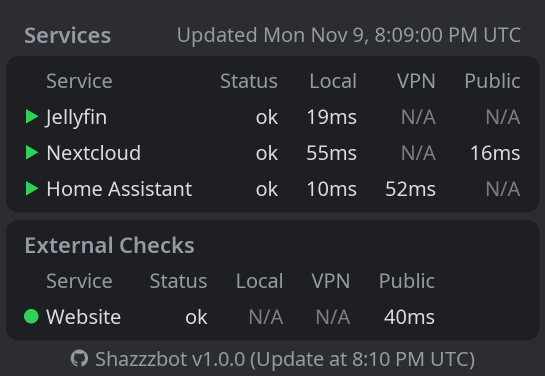 Services Updated Mon Nov 9, 8:09:00 PM UTC
Service Status Local VPN Public
Jellyfin ok 19ms N/A N/A
Nextcloud ok 55ms N/A 16ms
Home Assistant ok 10ms 52ms N/A
External Checks
Service Status Local VPN Public
Website ok N/A N/A 40ms
Shazzzbot v1.0.0 (Update at 8:10 PM UTC)